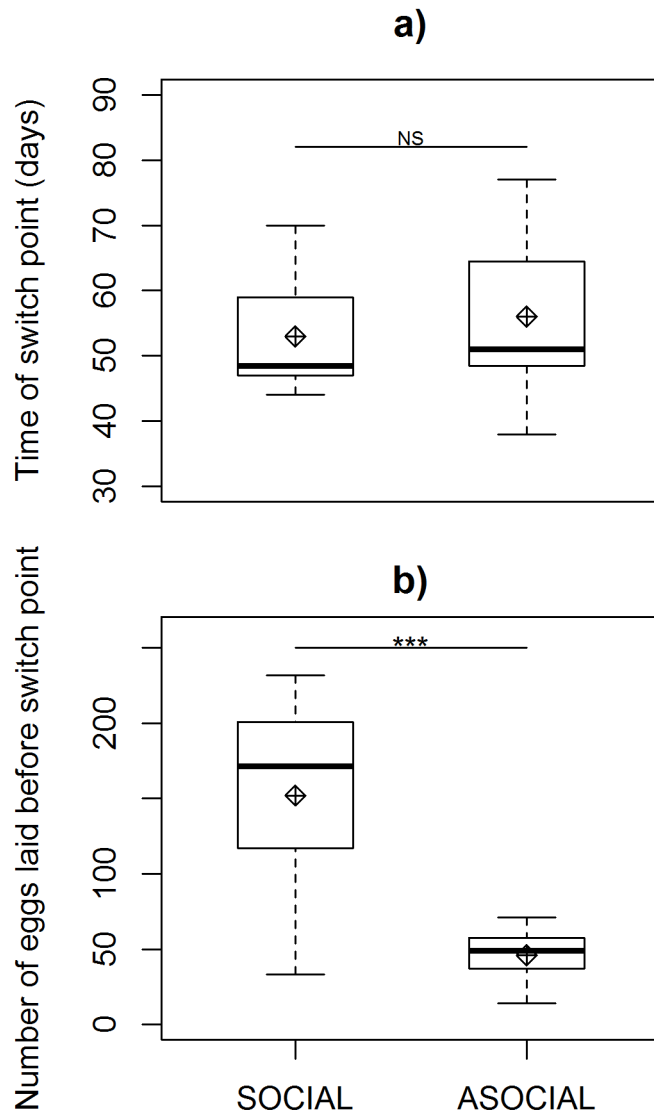 a)
Time of switch point (days)
90
80
70
60
50
40
30
NS
b)
Number of eggs laid before switch point
200
100
50
0
***
SOCIAL
ASOCIAL